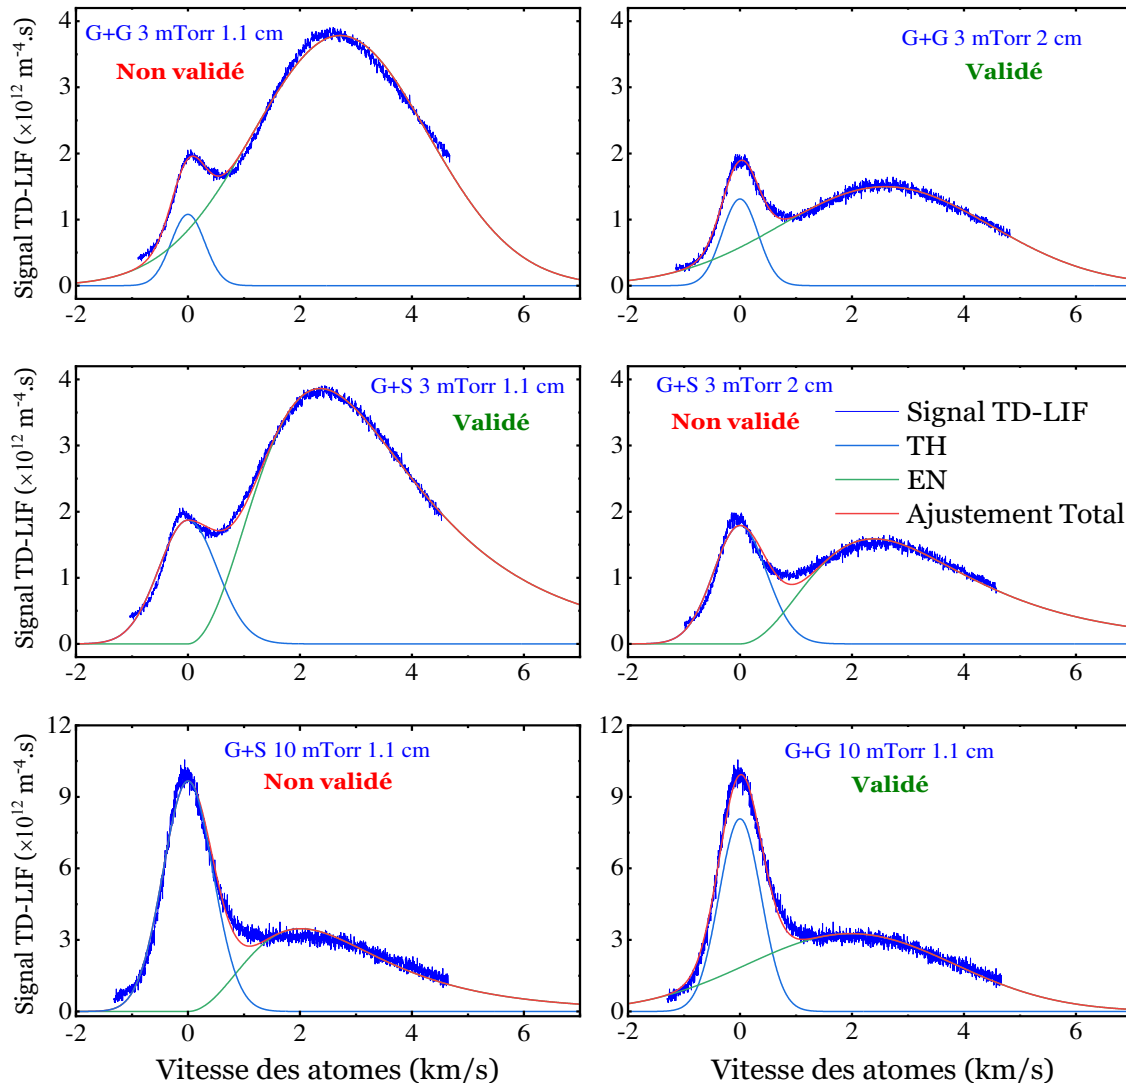 G+G 3 mTorr 1.1 cm
Non validé
Signal TD-LIF (×10¹² m⁻⁴.s)
4
3
2
1
0
-2 0 2 4 6
G+G 3 mTorr 2 cm
Validé
4
3
2
1
0
-2 0 2 4 6
G+S 3 mTorr 1.1 cm
Validé
Signal TD-LIF (×10¹² m⁻⁴.s)
4
3
2
1
0
-2 0 2 4 6
G+S 3 mTorr 2 cm
Non validé
Signal TD-LIF
TH
EN
Ajustement Total
4
3
2
1
0
-2 0 2 4 6
G+S 10 mTorr 1.1 cm
Non validé
Signal TD-LIF (×10¹² m⁻⁴.s)
12
9
6
3
0
-2 0 2 4 6
Vitesse des atomes (km/s)
G+G 10 mTorr 1.1 cm
Validé
12
9
6
3
0
-2 0 2 4 6
Vitesse des atomes (km/s)